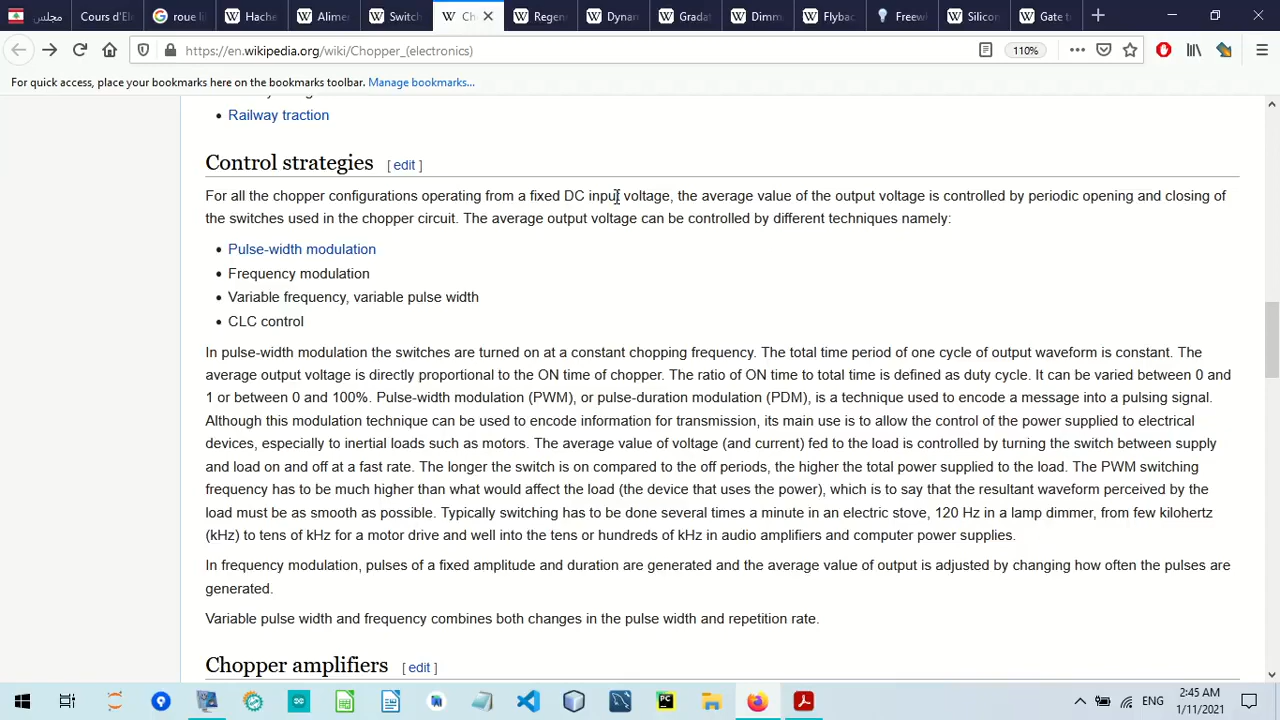 مجلس
Cours d'Ele
roue li
Hache
Alimer
Switch
Ch
Regen
Dynan
Gradat
Dimm
Flybac
Freewh
Silicon
Gate t
https://en.wikipedia.org/wiki/Chopper_(electronics)
110%
For quick access, place your bookmarks here on the bookmarks toolbar. Manage bookmarks...
Railway traction
Control strategies [ edit ]
For all the chopper configurations operating from a fixed DC input voltage, the average value of the output voltage is controlled by periodic opening and closing of
the switches used in the chopper circuit. The average output voltage can be controlled by different techniques namely:
Pulse-width modulation
Frequency modulation
Variable frequency, variable pulse width
CLC control
In pulse-width modulation the switches are turned on at a constant chopping frequency. The total time period of one cycle of output waveform is constant. The
average output voltage is directly proportional to the ON time of chopper. The ratio of ON time to total time is defined as duty cycle. It can be varied between 0 and
1 or between 0 and 100%. Pulse-width modulation (PWM), or pulse-duration modulation (PDM), is a technique used to encode a message into a pulsing signal.
Although this modulation technique can be used to encode information for transmission, its main use is to allow the control of the power supplied to electrical
devices, especially to inertial loads such as motors. The average value of voltage (and current) fed to the load is controlled by turning the switch between supply
and load on and off at a fast rate. The longer the switch is on compared to the off periods, the higher the total power supplied to the load. The PWM switching
frequency has to be much higher than what would affect the load (the device that uses the power), which is to say that the resultant waveform perceived by the
load must be as smooth as possible. Typically switching has to be done several times a minute in an electric stove, 120 Hz in a lamp dimmer, from few kilohertz
(kHz) to tens of kHz for a motor drive and well into the tens or hundreds of kHz in audio amplifiers and computer power supplies.
In frequency modulation, pulses of a fixed amplitude and duration are generated and the average value of output is adjusted by changing how often the pulses are
generated.
Variable pulse width and frequency combines both changes in the pulse width and repetition rate.
Chopper amplifiers [ edit ]
ENG
2:45 AM
1/11/2021